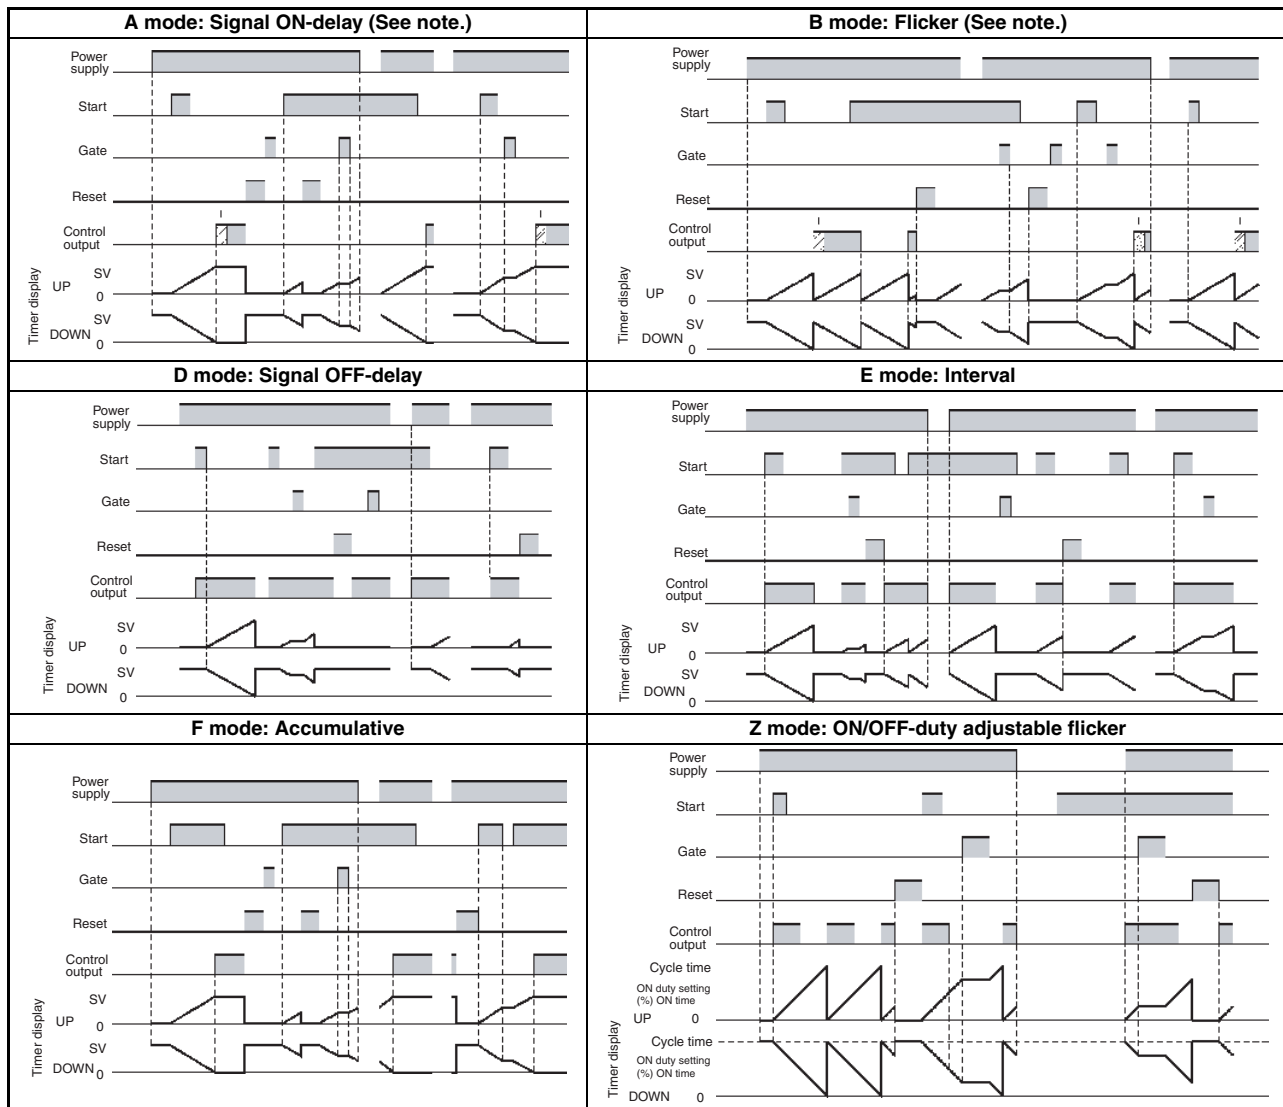 A mode: Signal ON-delay (See note.)
Power
supply
Start
Gate
Reset
Control
output
Timer display
SV
UP
0
SV
DOWN
0
B mode: Flicker (See note.)
Power
supply
Start
Gate
Reset
Control
output
Timer display
SV
UP
0
SV
DOWN
0
D mode: Signal OFF-delay
Power
supply
Start
Gate
Reset
Control
output
Timer display
SV
UP
0
SV
DOWN
0
E mode: Interval
Power
supply
Start
Gate
Reset
Control
output
Timer display
SV
UP
0
SV
DOWN
0
F mode: Accumulative
Power
supply
Start
Gate
Reset
Control
output
Timer display
SV
UP
0
SV
DOWN
0
Z mode: ON/OFF-duty adjustable flicker
Power
supply
Start
Gate
Reset
Control
output
Timer display
Cycle time
ON duty setting
(%) ON time
UP
0
Cycle time
ON duty setting
(%) ON time
DOWN
0